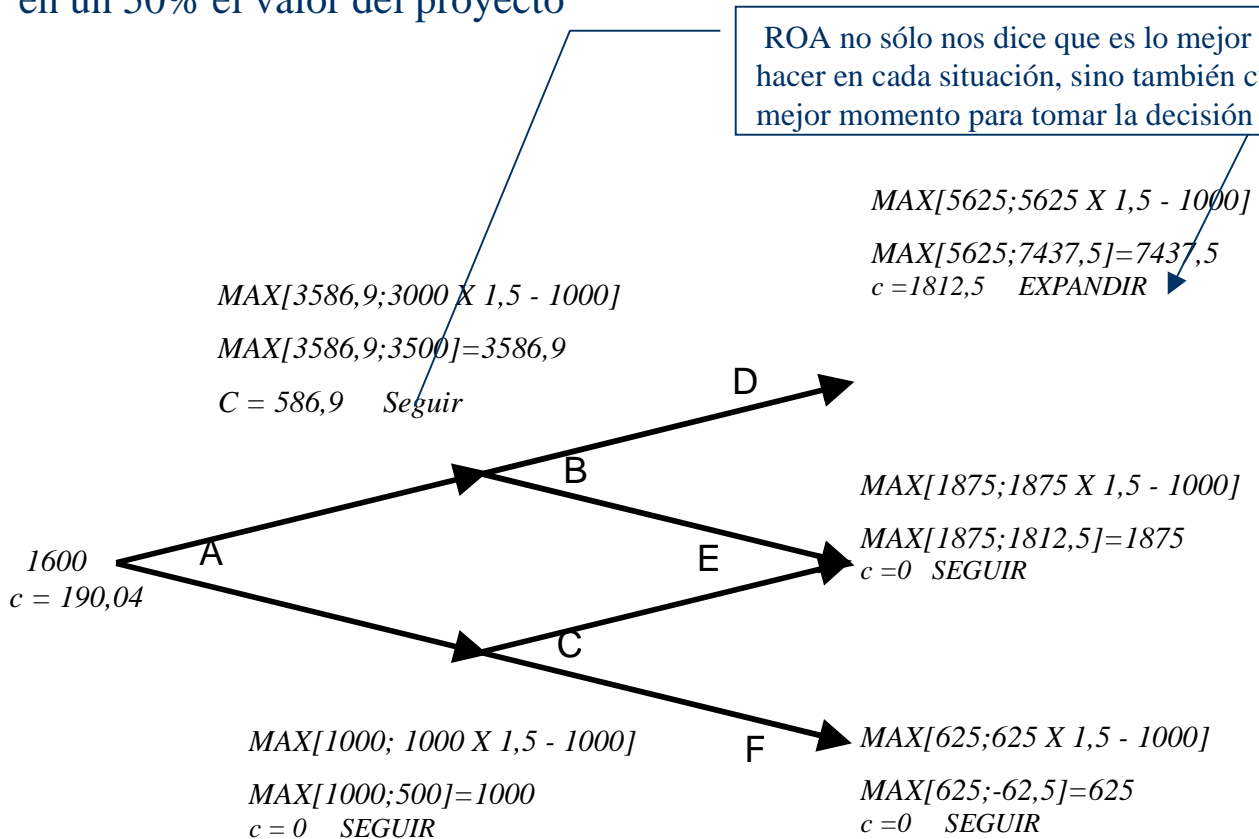 en un 50% el valor del proyecto
ROA no sólo nos dice que es lo mejor
hacer en cada situación, sino también
mejor momento para tomar la decisión
MAX[5625;5625 X 1,5 - 1000]
MAX[5625;7437,5]=7437,5
c =1812,5 EXPANDIR
MAX[3586,9;3000 X 1,5 - 1000]
MAX[3586,9;3500]=3586,9
C = 586,9 Seguir
D
B
MAX[1875;1875 X 1,5 - 1000]
MAX[1875;1812,5]=1875
c =0 SEGUIR
A
E
1600
c = 190,04
C
MAX[1000; 1000 X 1,5 - 1000]
MAX[1000;500]=1000
c = 0 SEGUIR
F
MAX[625;625 X 1,5 - 1000]
MAX[625;-62,5]=625
c =0 SEGUIR